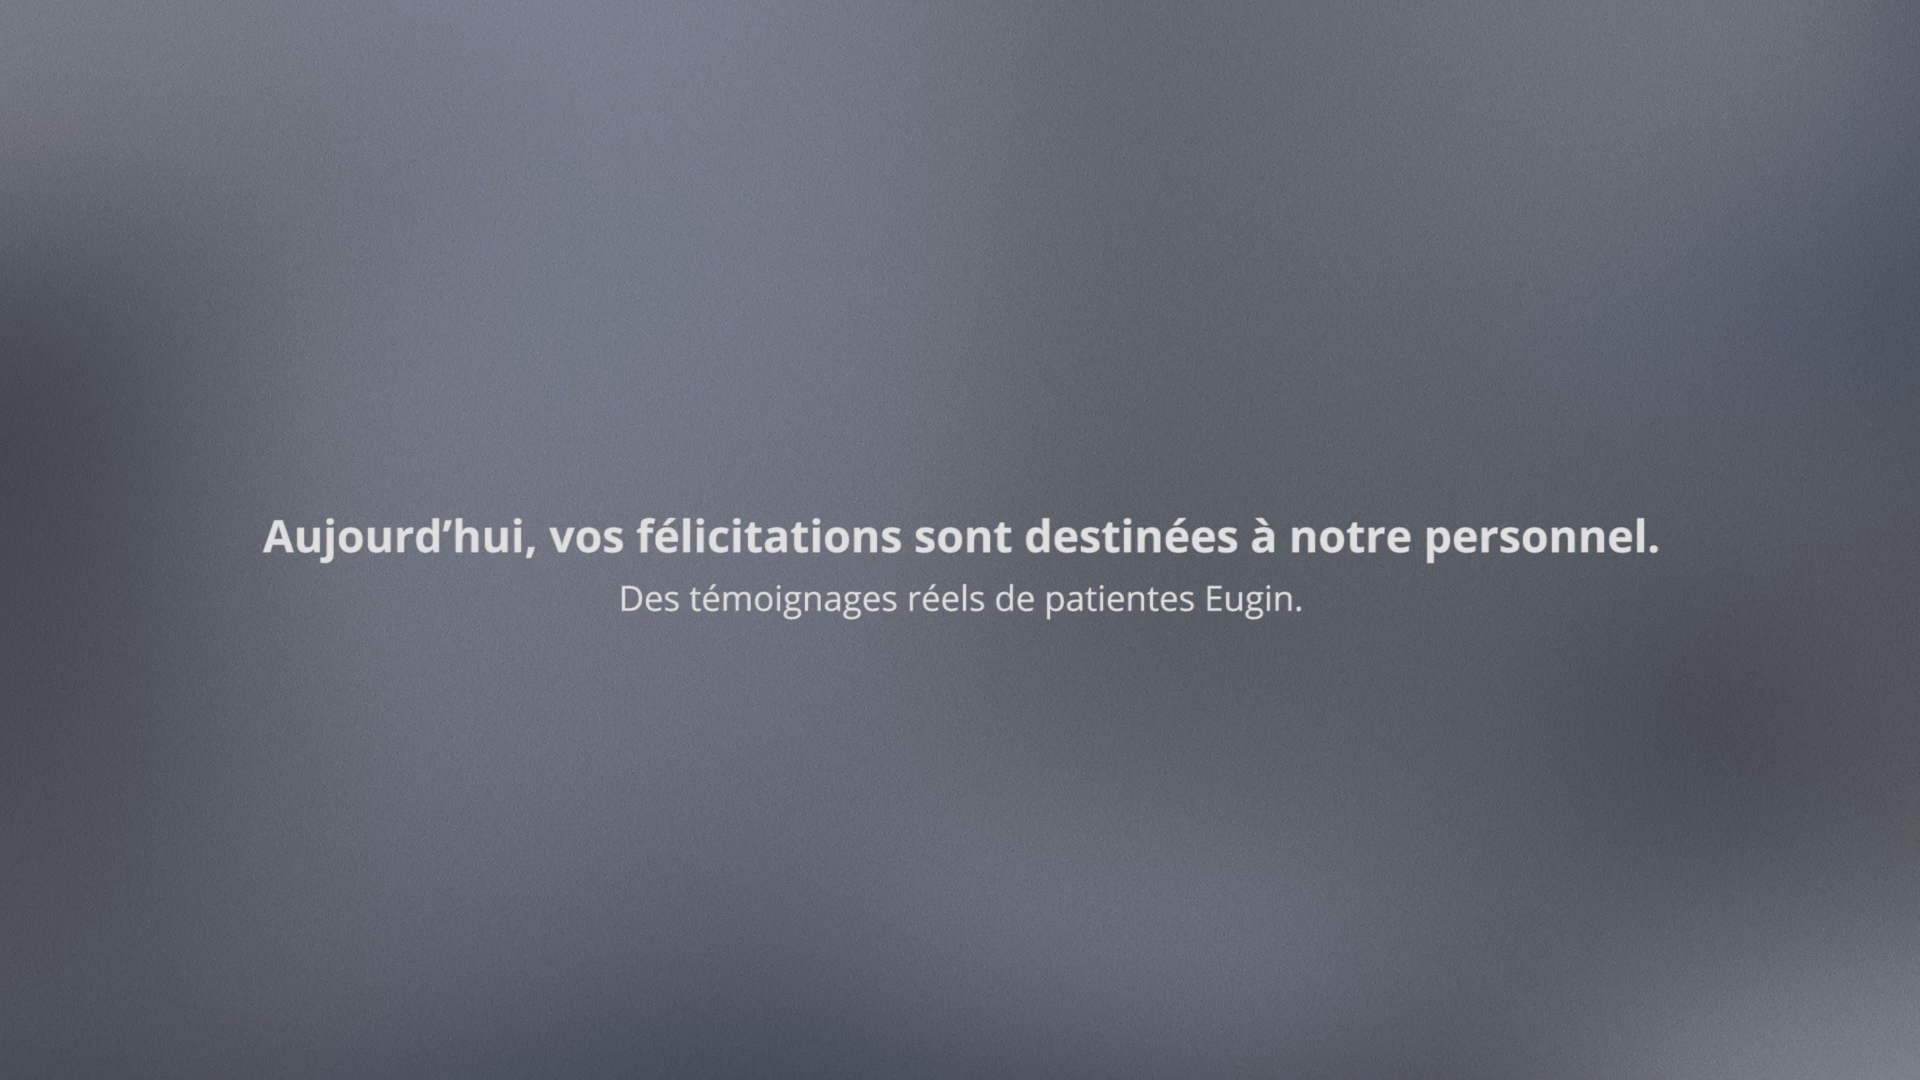 Aujourd’hui, vos félicitations sont destinées à notre personnel.
Des témoignages réels de patientes Eugin.